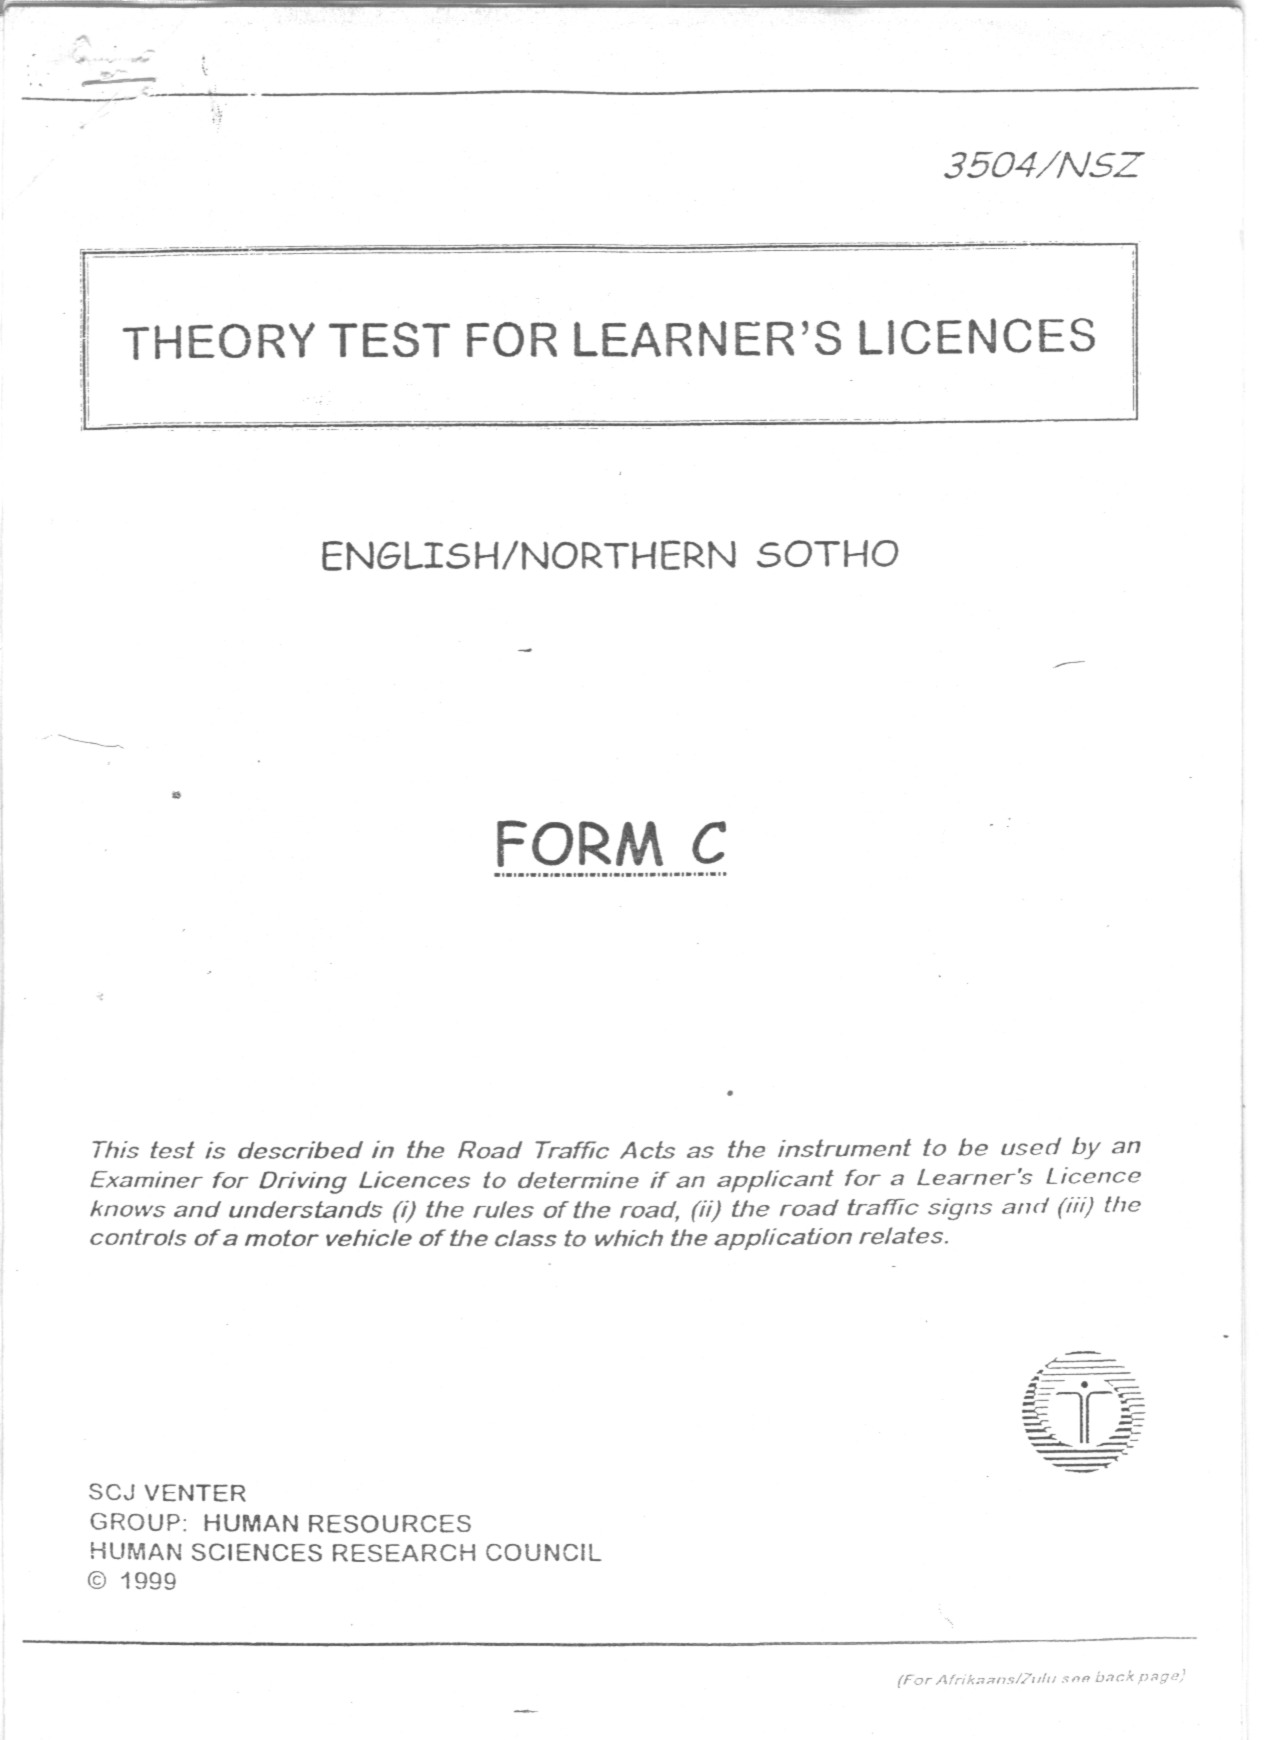 3504/NSZ
THEORY TEST FOR LEARNER'S LICENCES
ENGLISH/NORTHERN SOTHO
FORM C
This test is described in the Road Traffic Acts as the instrument to be used by an
Examiner for Driving Licences to determine if an applicant for a Learner's Licence
knows and understands (i) the rules of the road, (ii) the road traffic signs and (iii) the
controls of a motor vehicle of the class to which the application relates.
SCJ VENTER
GROUP: HUMAN RESOURCES
HUMAN SCIENCES RESEARCH COUNCIL
© 1999
(For Afrikaans/Zulu see back page)